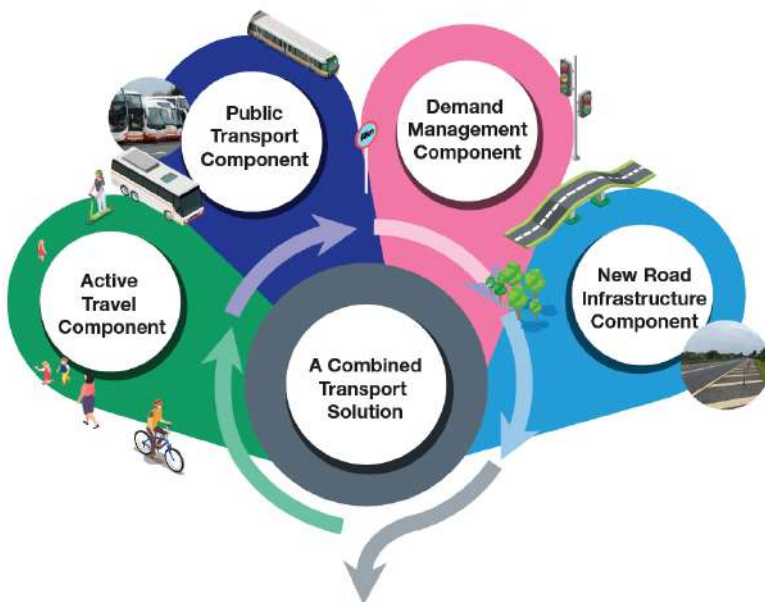 Public
Transport
Component
Demand
Management
Component
Active
Travel
Component
New Road
Infrastructure
Component
A Combined
Transport
Solution